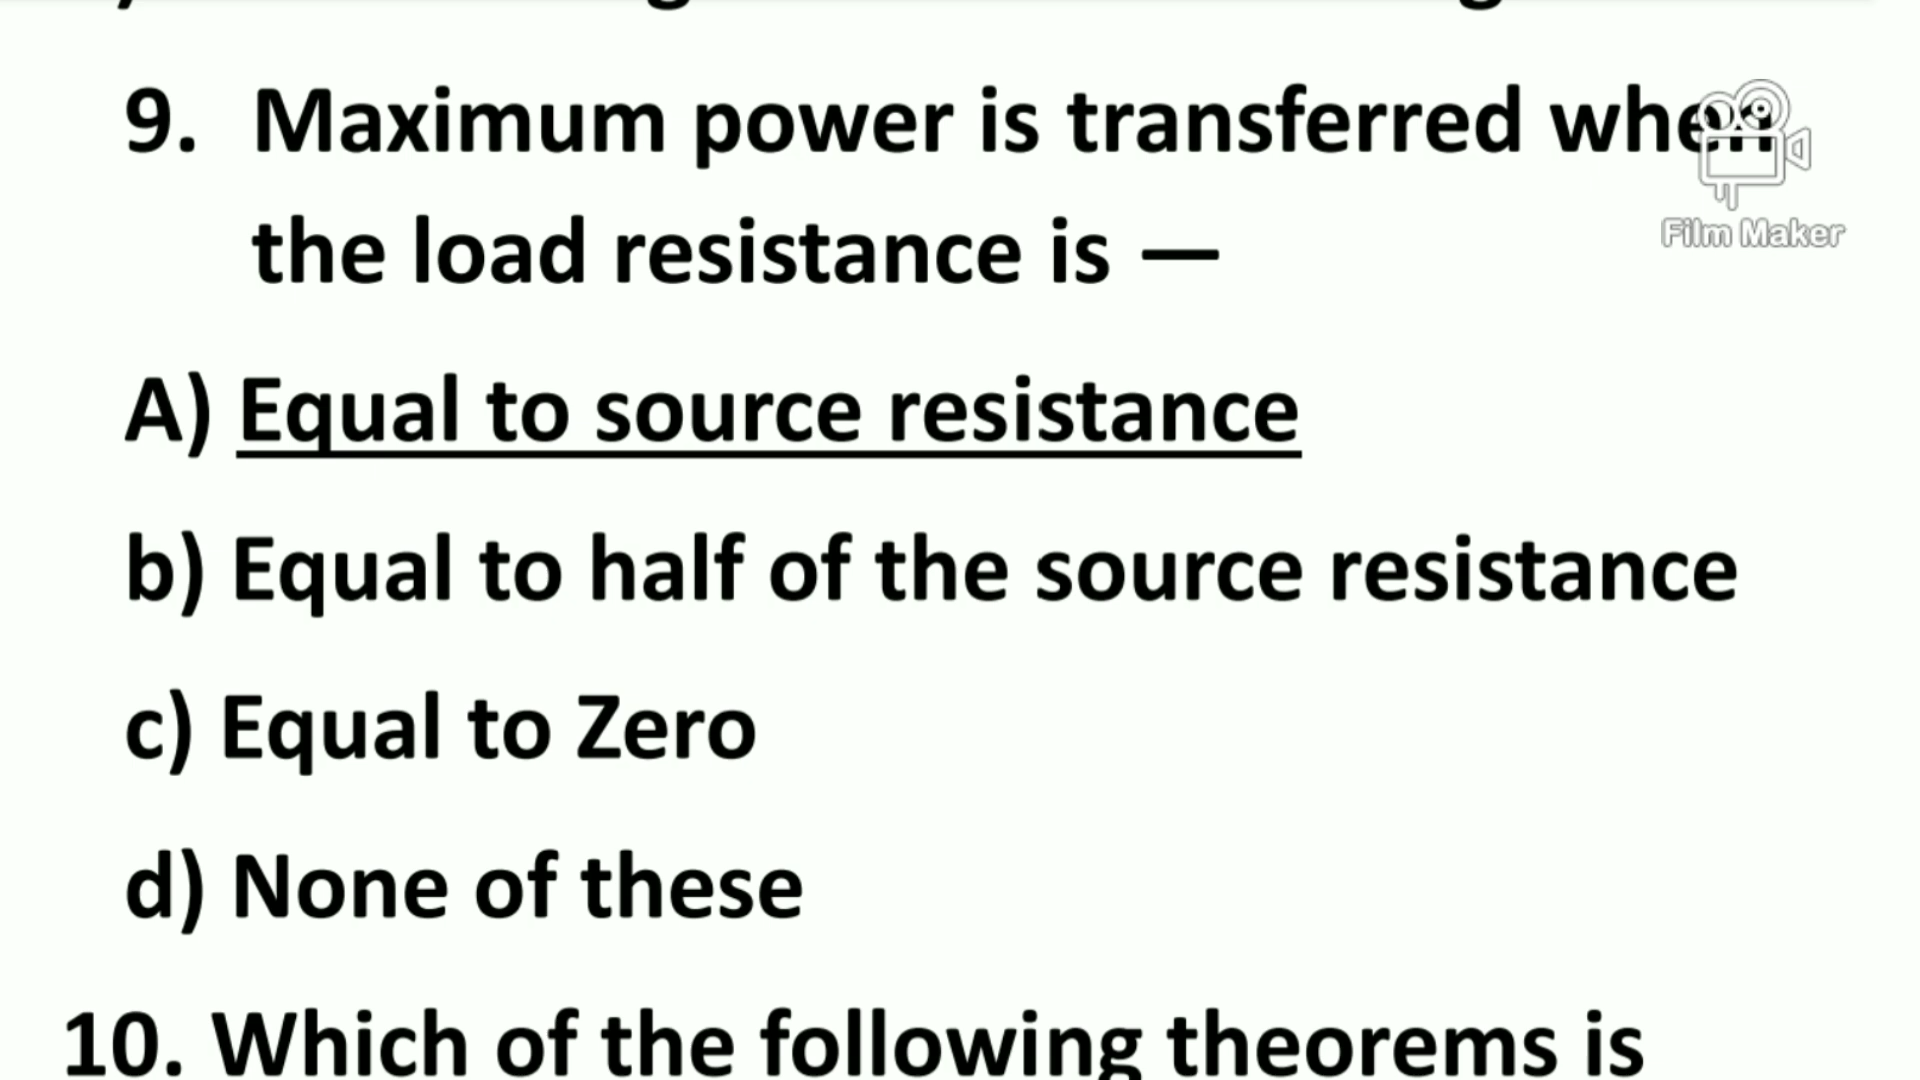 9. Maximum power is transferred when
Film Maker
the load resistance is —
A) Equal to source resistance
b) Equal to half of the source resistance
c) Equal to Zero
d) None of these
10. Which of the following theorems is